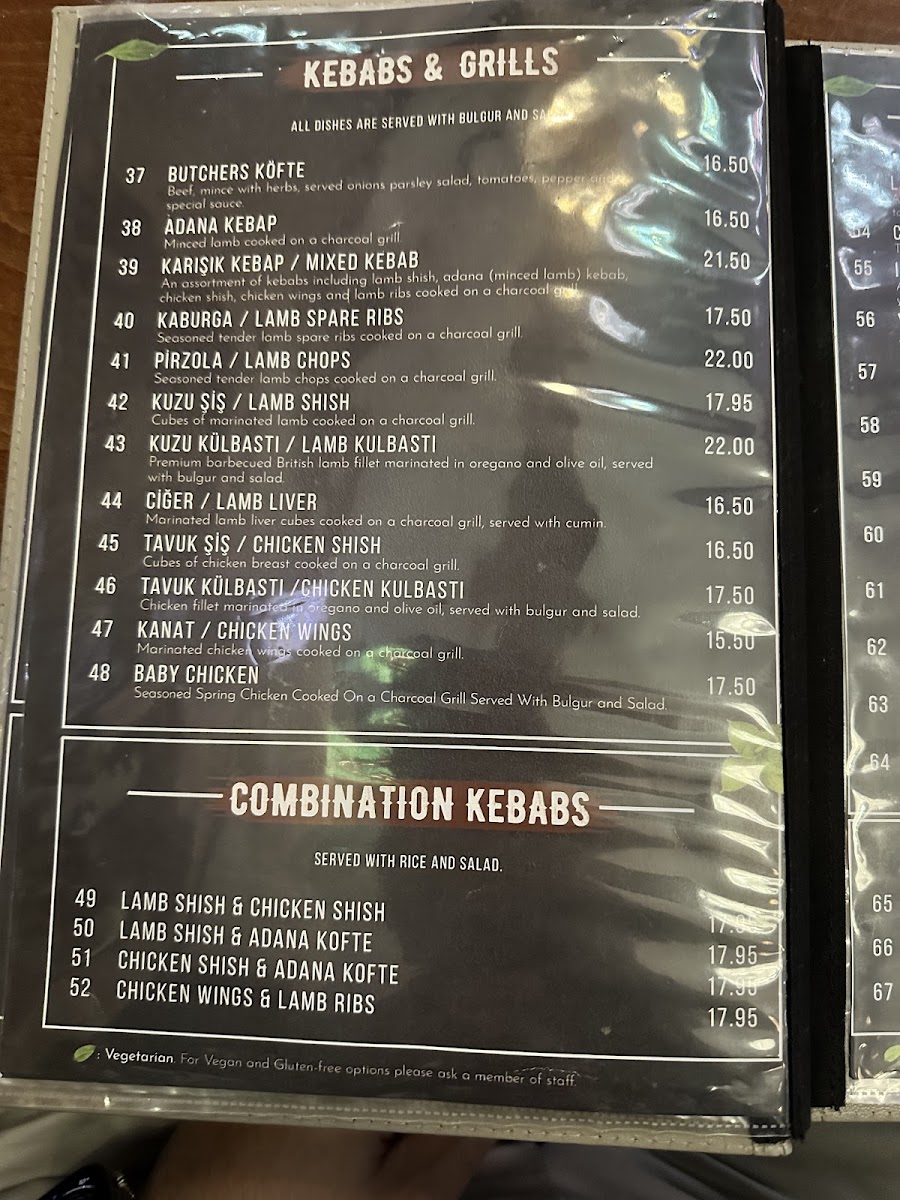 KEBABS & GRILLS
ALL DISHES ARE SERVED WITH BULGUR AND
37 BUTCHERS KÖFTE 16.50
Beef, mince with herbs, served onions parsley salad, tomatoes, pepper and
special sauce.
38 ADANA KEBAP 16.50
Minced lamb cooked on a charcoal grill.
39 KARIŞIK KEBAP / MIXED KEBAB 21.50
An assortment of kebabs including lamb shish, adana (minced lamb) kebab,
chicken shish, chicken wings and lamb ribs cooked on a charcoal grill.
40 KABURGA / LAMB SPARE RIBS 17.50
Seasoned tender lamb spare ribs cooked on a charcoal grill.
41 PİRZOLA / LAMB CHOPS 22.00
Seasoned tender lamb chops cooked on a charcoal grill.
42 KUZU ŞİŞ / LAMB SHISH 17.95
Cubes of marinated lamb cooked on a charcoal grill.
43 KUZU KÜLBASTI / LAMB KULBASTI 22.00
Premium barbecued British lamb fillet marinated in oregano and olive oil, served
with bulgur and salad.
44 CİĞER / LAMB LIVER 16.50
Marinated lamb liver cubes cooked on a charcoal grill, served with cumin.
45 TAVUK ŞİŞ / CHICKEN SHISH 16.50
Cubes of chicken breast cooked on a charcoal grill.
46 TAVUK KÜLBASTI /CHICKEN KULBASTI 17.50
Chicken fillet marinated in oregano and olive oil, served with bulgur and salad.
47 KANAT / CHICKEN WINGS 15.50
Marinated chicken wings cooked on a charcoal grill.
48 BABY CHICKEN 17.50
Seasoned Spring Chicken Cooked On a Charcoal Grill Served With Bulgur and Salad.
COMBINATION KEBABS
SERVED WITH RICE AND SALAD.
49 LAMB SHISH & CHICKEN SHISH 17.95
50 LAMB SHISH & ADANA KOFTE 17.95
51 CHICKEN SHISH & ADANA KOFTE 17.95
52 CHICKEN WINGS & LAMB RIBS 17.95
: Vegetarian. For Vegan and Gluten-free options please ask a member of staff.
54
55
56
57
58
59
60
61
62
63
64
65
66
67